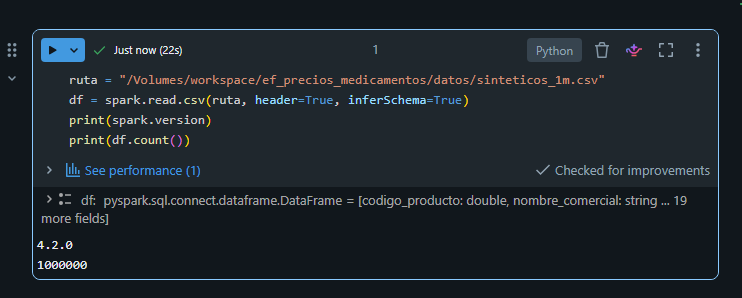 Just now (22s)
1
Python
ruta = "/Volumes/workspace/ef_precios_medicamentos/datos/sinteticos_1m.csv"
df = spark.read.csv(ruta, header=True, inferSchema=True)
print(spark.version)
print(df.count())
See performance (1)
Checked for improvements
df: pyspark.sql.connect.dataframe.DataFrame = [codigo_producto: double, nombre_comercial: string ... 19
more fields]
4.2.0
1000000